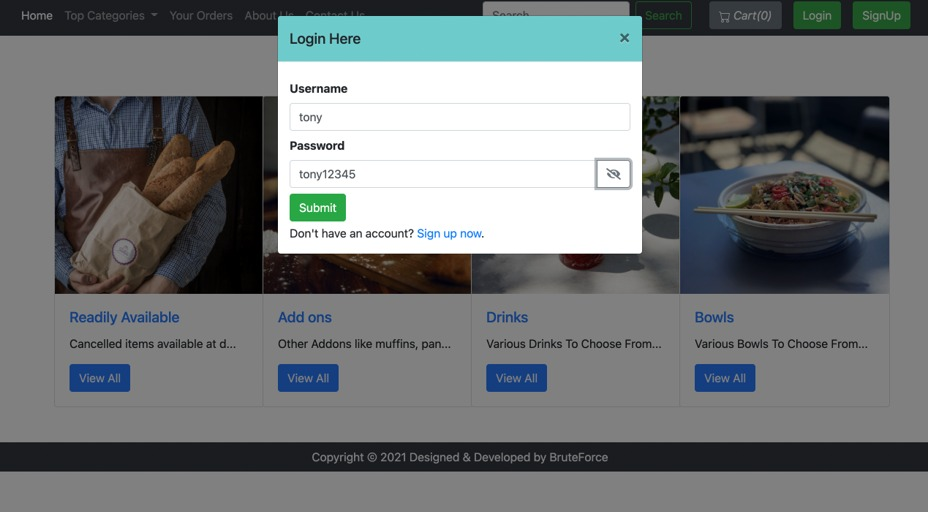 Home Top Categories Your Orders About Us Contact Us Search Search Cart(0) Login SignUp
Login Here ×
Username
tony
Password
tony12345
Submit
Don't have an account? Sign up now.
Readily Available
Cancelled items available at d...
View All
Add ons
Other Addons like muffins, pan...
View All
Drinks
Various Drinks To Choose From...
View All
Bowls
Various Bowls To Choose From...
View All
Copyright © 2021 Designed & Developed by BruteForce